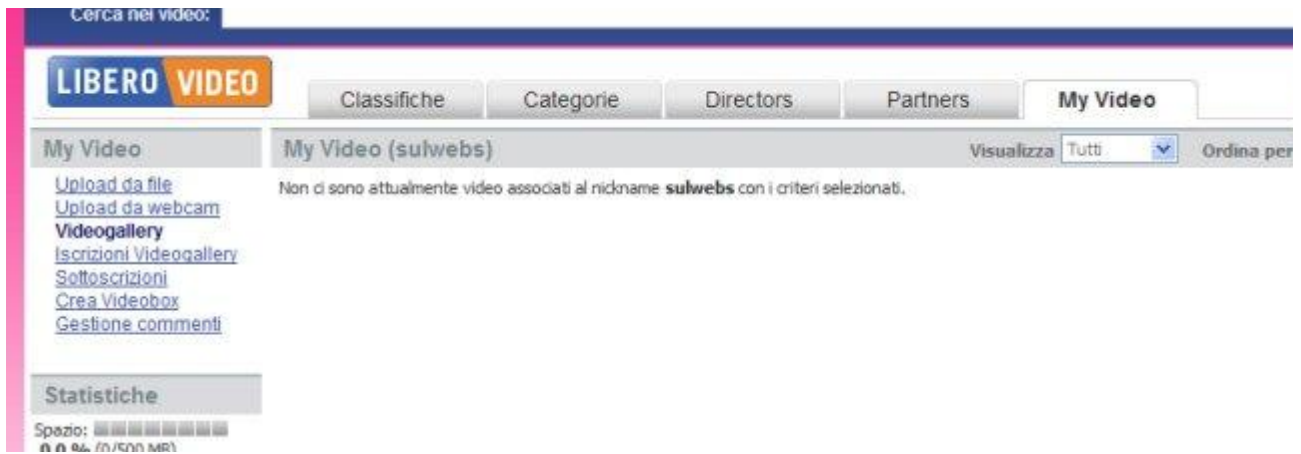 Cerca nei video:
LIBERO VIDEO
Classifiche Categorie Directors Partners My Video
My Video
My Video (sulwebs) Visualizza Tutti Ordina per
Upload da file
Non ci sono attualmente video associati al nickname sulwebs con i criteri selezionati.
Upload da webcam
Videogallery
Iscrizioni Videogallery
Sottoscrizioni
Crea Videobox
Gestione commenti
Statistiche
Spazio:
0.0 % (0/500 MB)